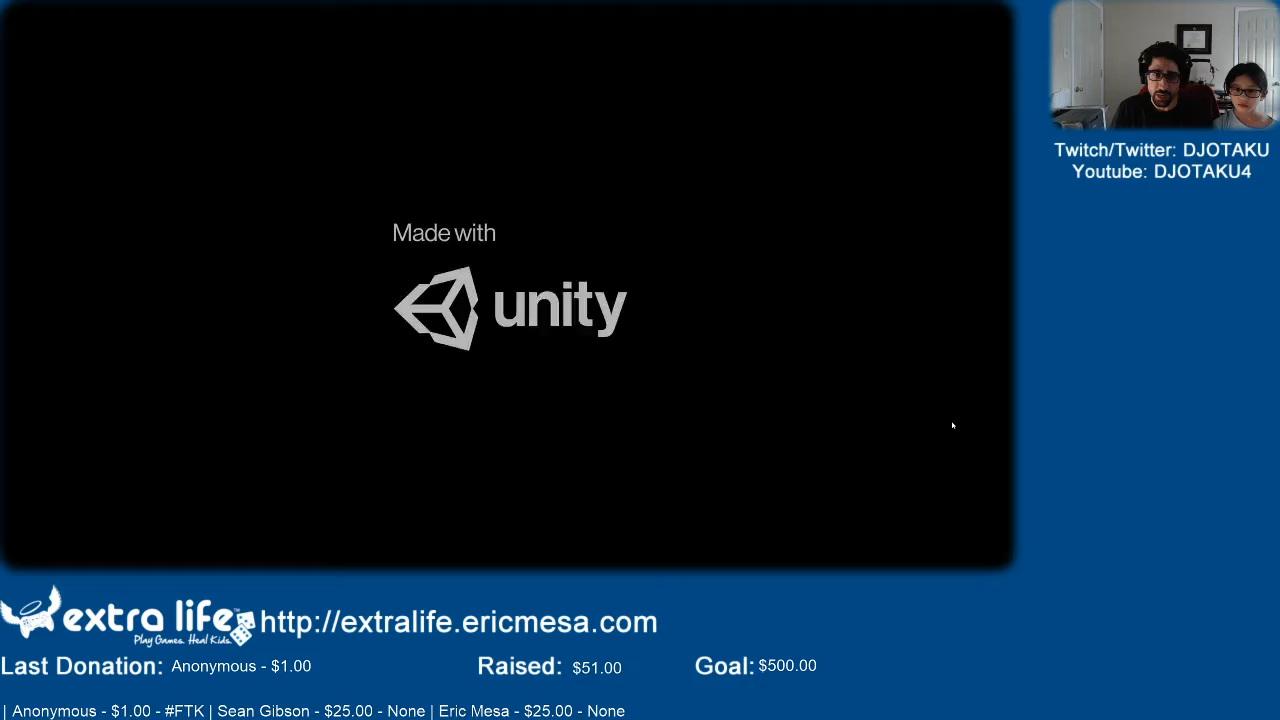 Made with
unity
Twitch/Twitter: DJOTAKU
Youtube: DJOTAKU4
extra life
Play Games. Heal Kids.
http://extralife.ericmesa.com
Last Donation: Anonymous - $1.00 Raised: $51.00 Goal: $500.00
| Anonymous - $1.00 - #FTK | Sean Gibson - $25.00 - None | Eric Mesa - $25.00 - None